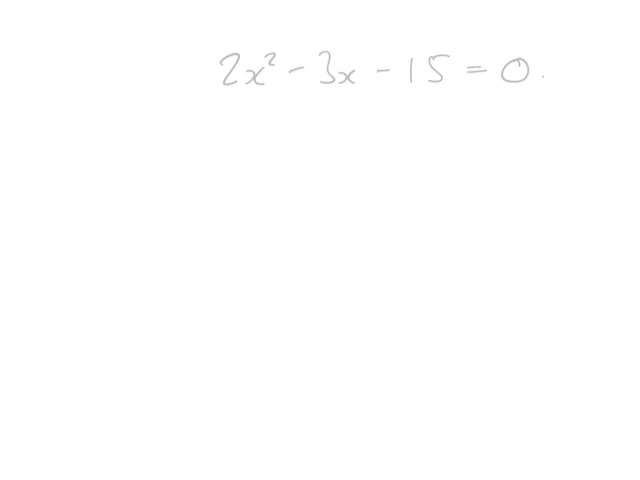 2x² - 3x - 15 = 0.